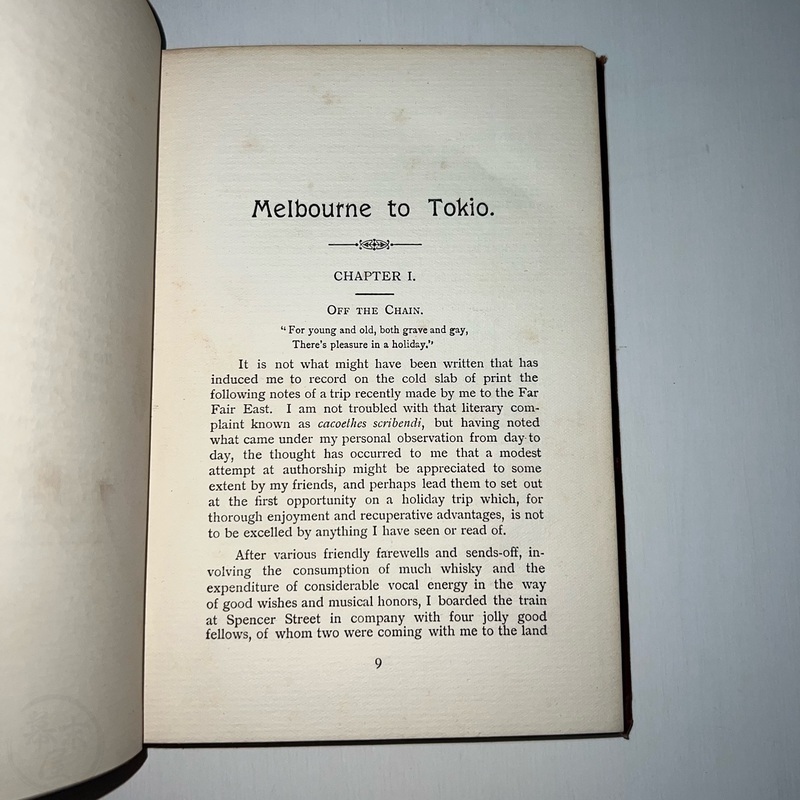 Melbourne to Tokio.
CHAPTER I.
OFF THE CHAIN.
"For young and old, both grave and gay,
There's pleasure in a holiday."
It is not what might have been written that has
induced me to record on the cold slab of print the
following notes of a trip recently made by me to the Far
Fair East. I am not troubled with that literary com-
plaint known as cacoelhes scribendi, but having noted
what came under my personal observation from day to
day, the thought has occurred to me that a modest
attempt at authorship might be appreciated to some
extent by my friends, and perhaps lead them to set out
at the first opportunity on a holiday trip which, for
thorough enjoyment and recuperative advantages, is not
to be excelled by anything I have seen or read of.
After various friendly farewells and sends-off, in-
volving the consumption of much whisky and the
expenditure of considerable vocal energy in the way
of good wishes and musical honors, I boarded the train
at Spencer Street in company with four jolly good
fellows, of whom two were coming with me to the land
9